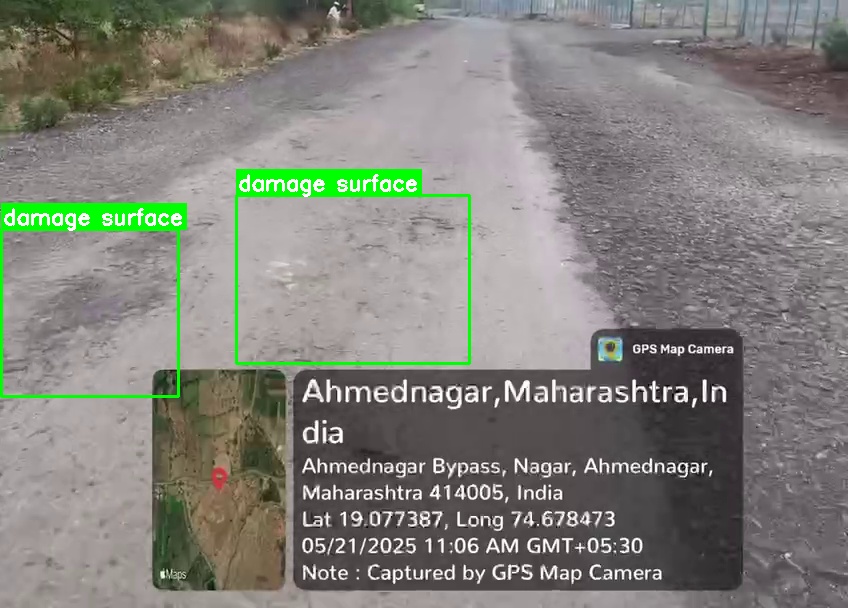 damage surface
damage surface
GPS Map Camera
Ahmednagar,Maharashtra,In
dia
Ahmednagar Bypass, Nagar, Ahmednagar,
Maharashtra 414005, India
Lat 19.077387, Long 74.678473
05/21/2025 11:06 AM GMT+05:30
Note : Captured by GPS Map Camera
Maps